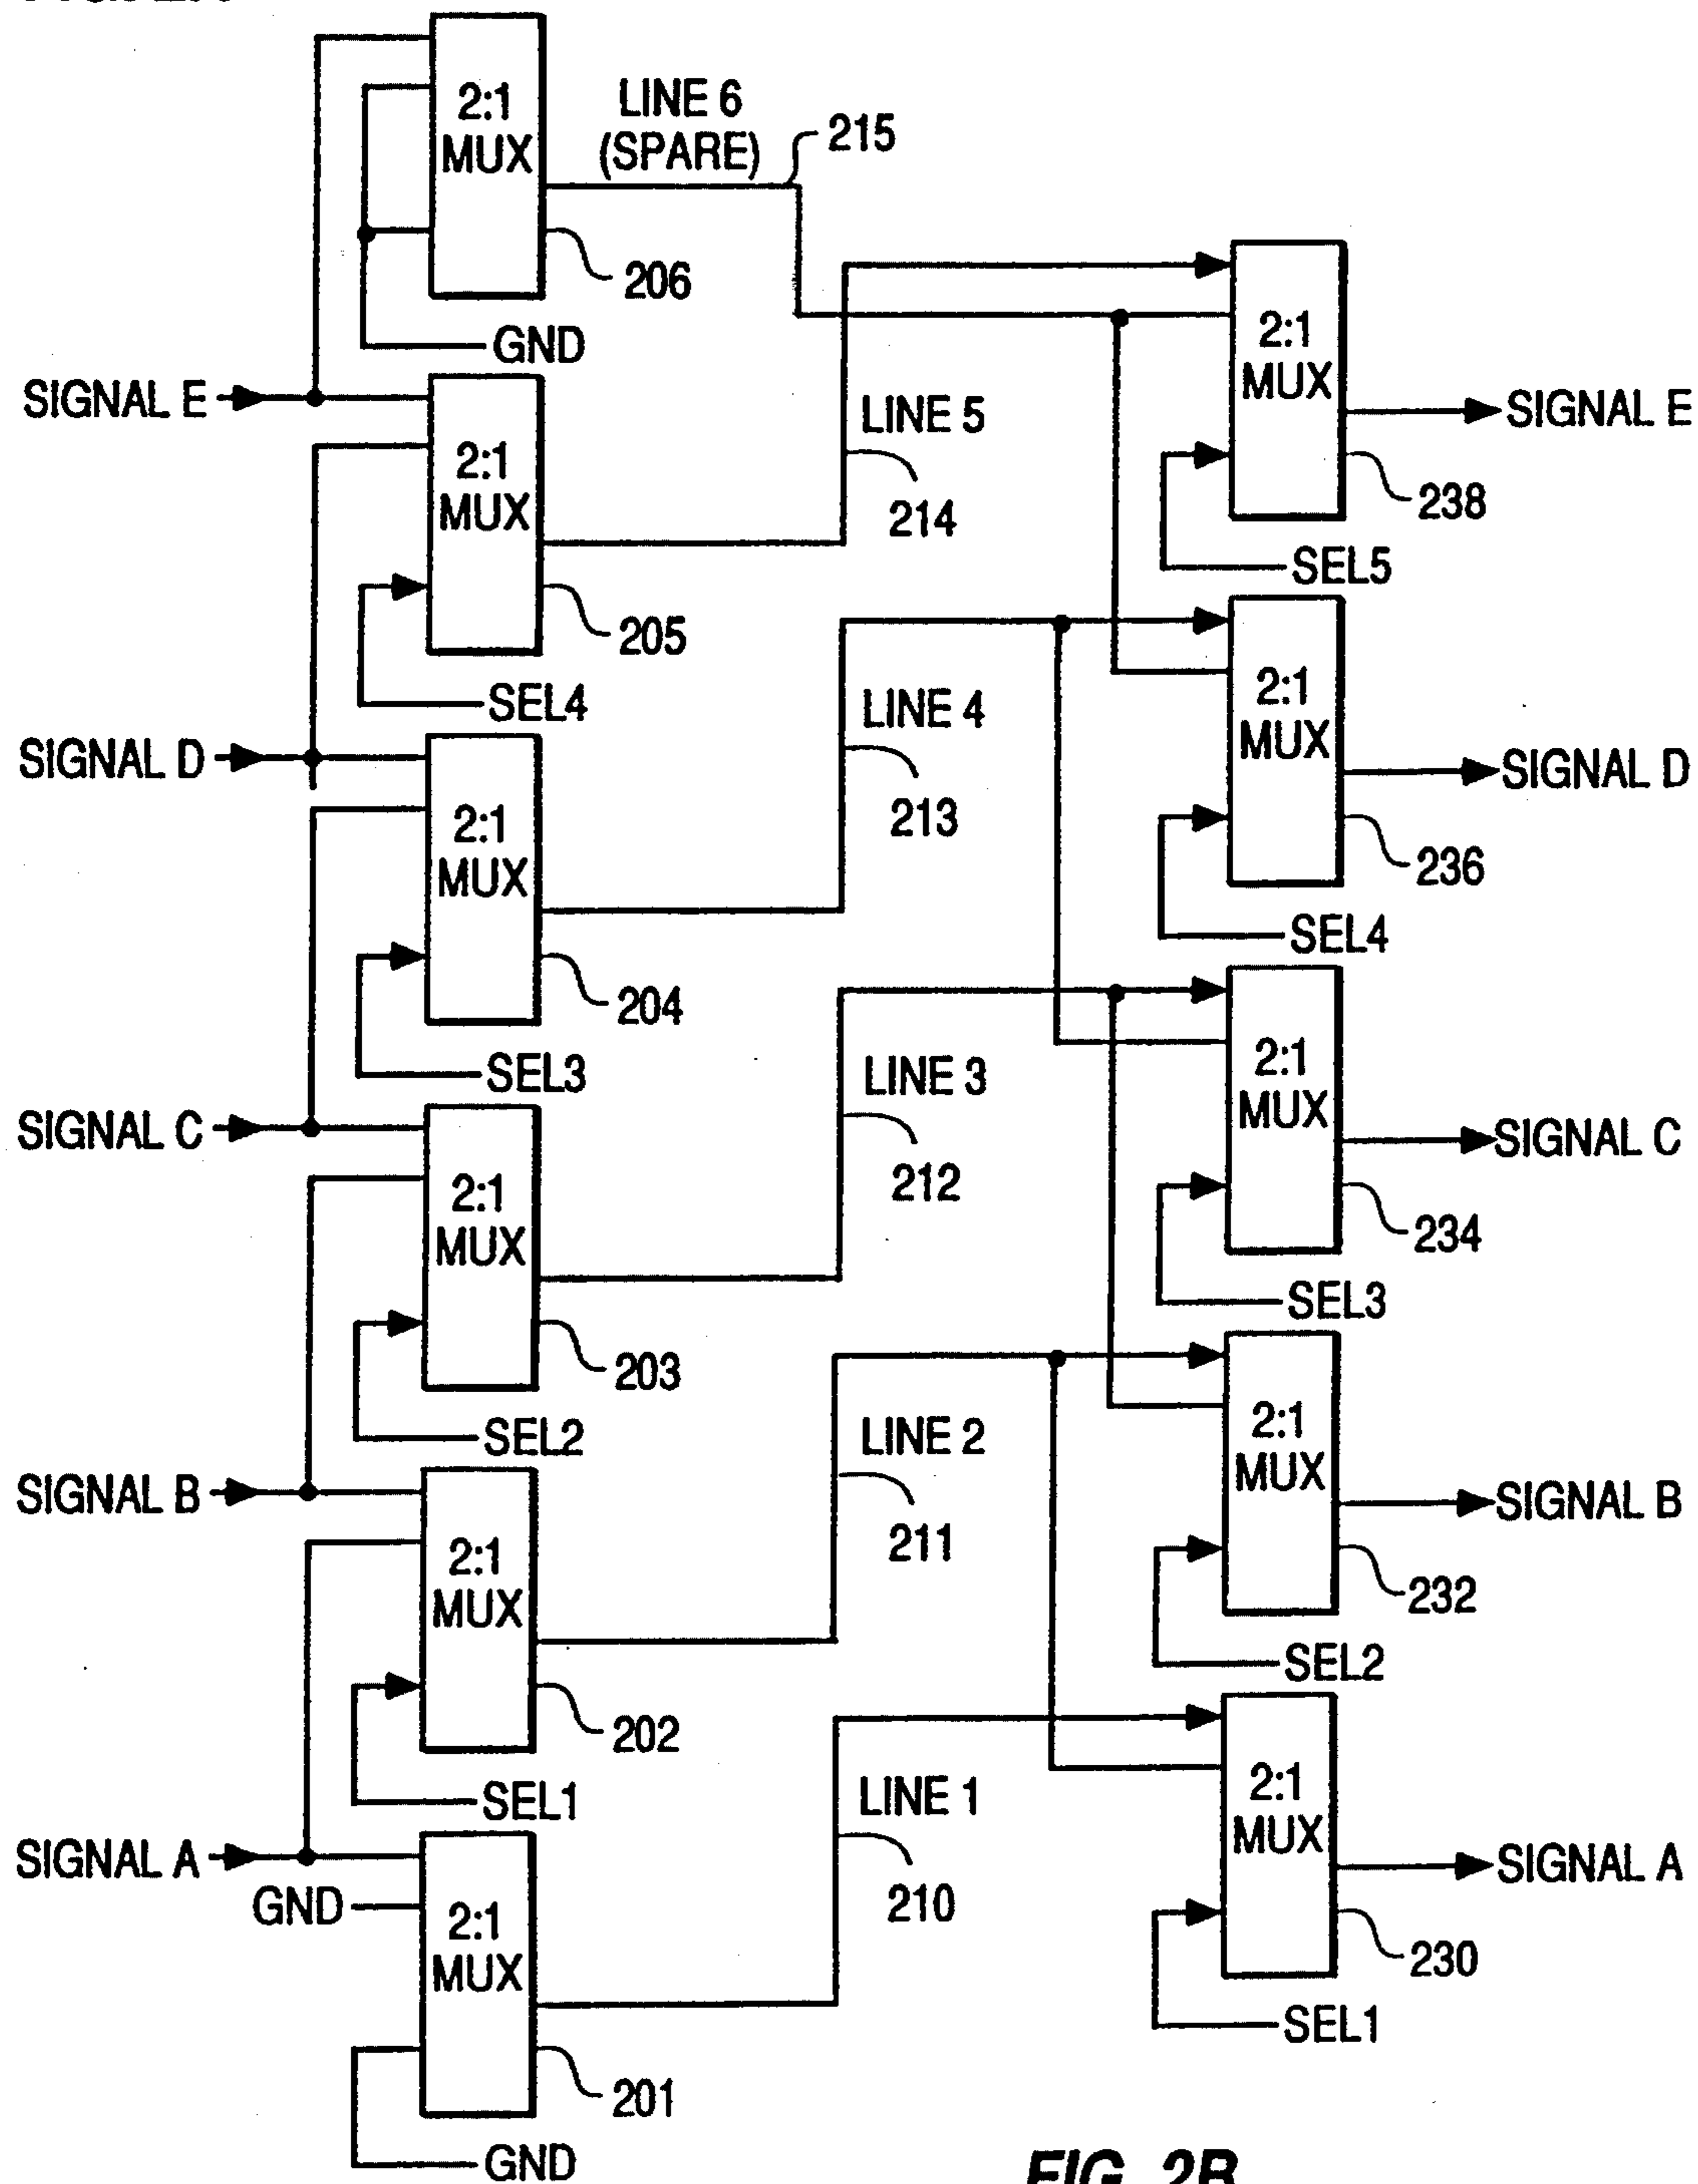 2:1
MUX
LINE 6
(SPARE)
215
206
GND
SIGNAL E
2:1
MUX
LINE 5
214
205
SEL4
2:1
MUX
SIGNAL E
238
SEL5
SIGNAL D
2:1
MUX
LINE 4
213
204
SEL3
2:1
MUX
SIGNAL D
236
SEL4
SIGNAL C
2:1
MUX
LINE 3
212
203
SEL2
2:1
MUX
SIGNAL C
234
SEL3
SIGNAL B
2:1
MUX
LINE 2
211
202
SEL1
2:1
MUX
SIGNAL B
232
SEL2
SIGNAL A
GND
2:1
MUX
LINE 1
210
201
GND
2:1
MUX
SIGNAL A
230
SEL1
FIG. 2B